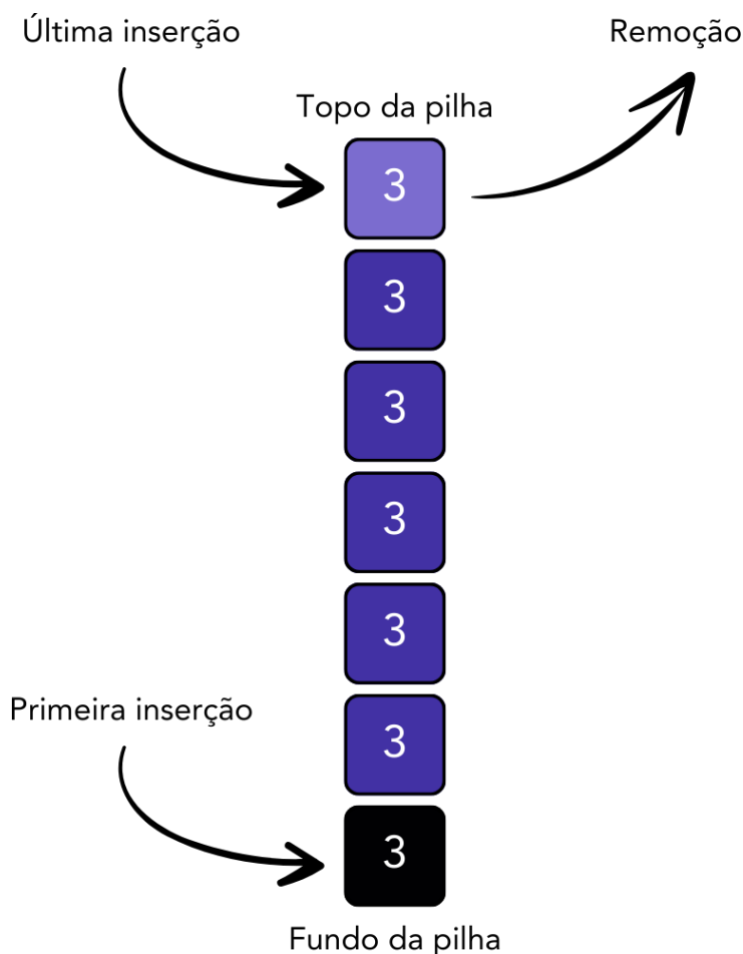 Última inserção
Remoção
Topo da pilha
3
3
3
3
3
3
Primeira inserção
3
Fundo da pilha